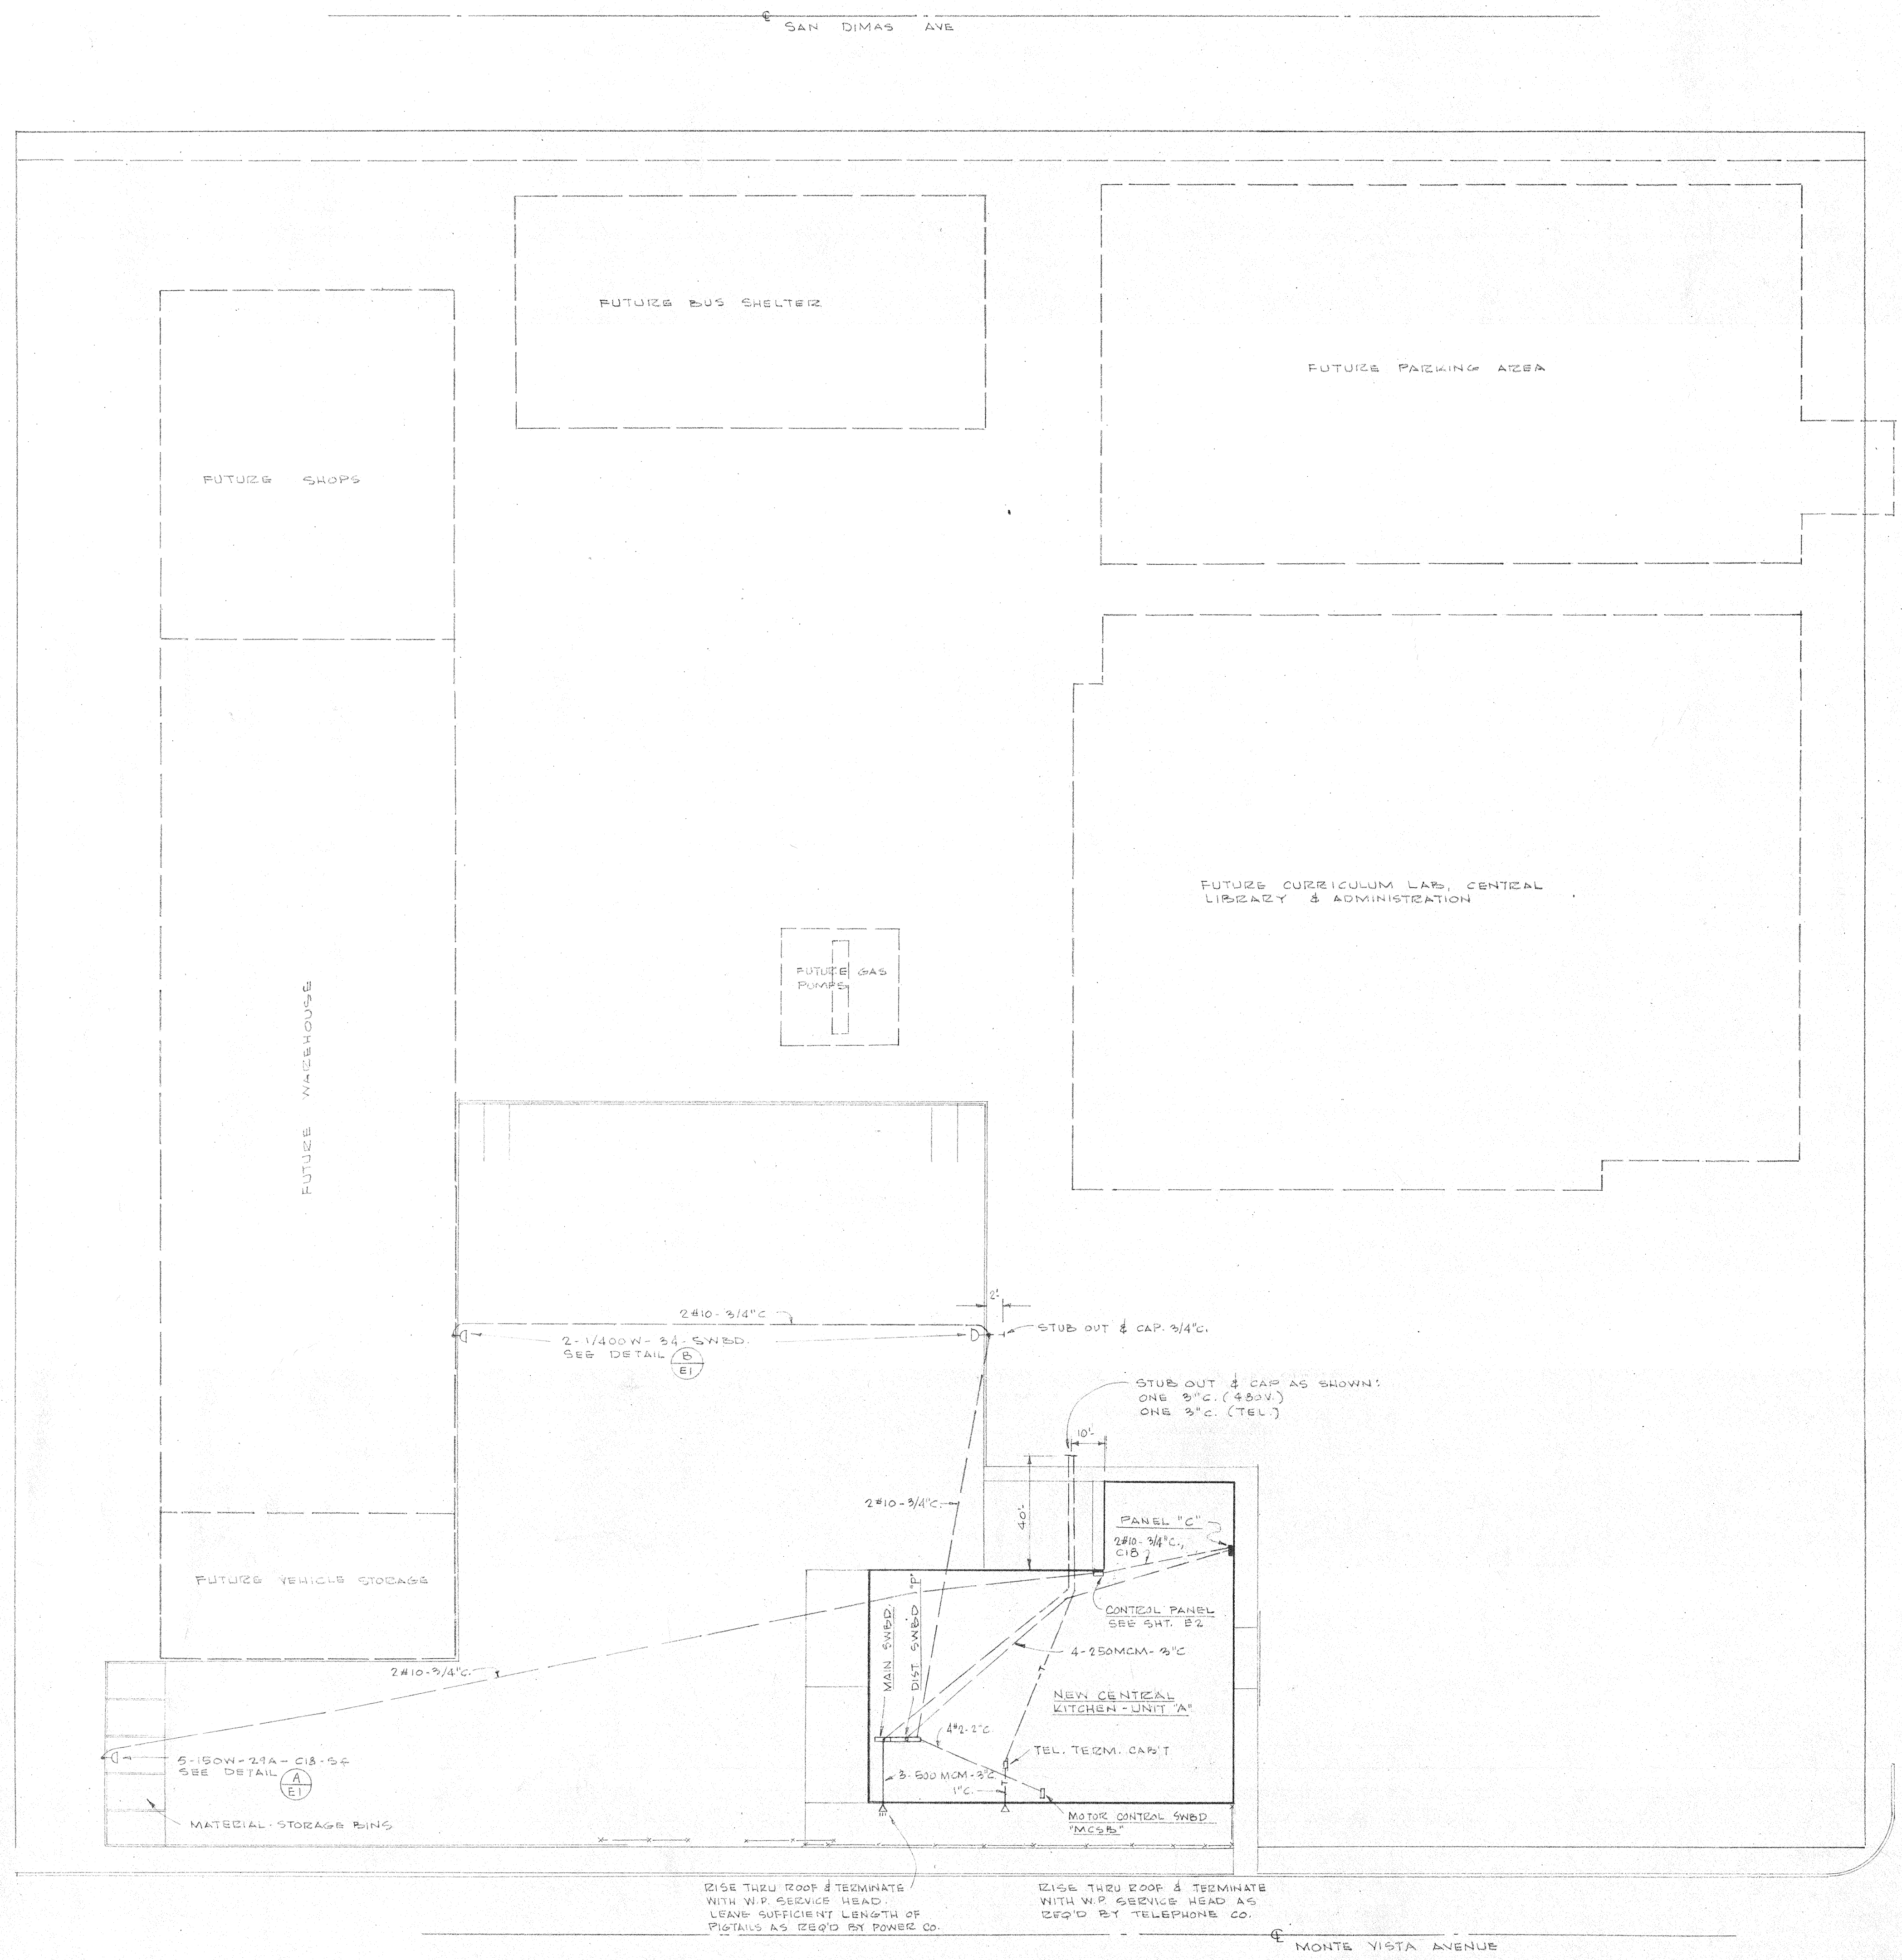 ℄
SAN DIMAS AVE
FUTURE BUS SHELTER
FUTURE PARKING AREA
FUTURE SHOPS
FUTURE CURRICULUM LAB, CENTRAL
LIBRARY & ADMINISTRATION
FUTURE GAS
PUMPS
FUTURE WAREHOUSE
2'-
2#10-3/4"C
STUB OUT & CAP. 3/4"C.
2-1/400W-34-SWBD.
SEE DETAIL B
E1
STUB OUT & CAP AS SHOWN:
ONE 3"C. (480V.)
ONE 3"C. (TEL.)
10'-
40'-
2#10-3/4"C.
PANEL "C"
2#10-3/4"C.,
C18
FUTURE VEHICLE STORAGE
MAIN SWBD.
DIST. SWBD "P"
CONTROL PANEL
SEE SHT. E2
4-250MCM-3"C
2#10-3/4"C.
T
NEW CENTRAL
KITCHEN-UNIT "A"
4#2-2"C.
TEL. TERM. CAB'T
5-150W-29A-C18-S4
SEE DETAIL A
E1
3-500 MCM-3"C.
1"C.
T
MATERIAL STORAGE BINS
MOTOR CONTROL SWBD
"MCSB"
RISE THRU ROOF & TERMINATE
WITH W.P. SERVICE HEAD.
LEAVE SUFFICIENT LENGTH OF
PIGTAILS AS REQ'D BY POWER CO.
RISE THRU ROOF & TERMINATE
WITH W.P. SERVICE HEAD AS
REQ'D BY TELEPHONE CO.
℄
MONTE VISTA AVENUE